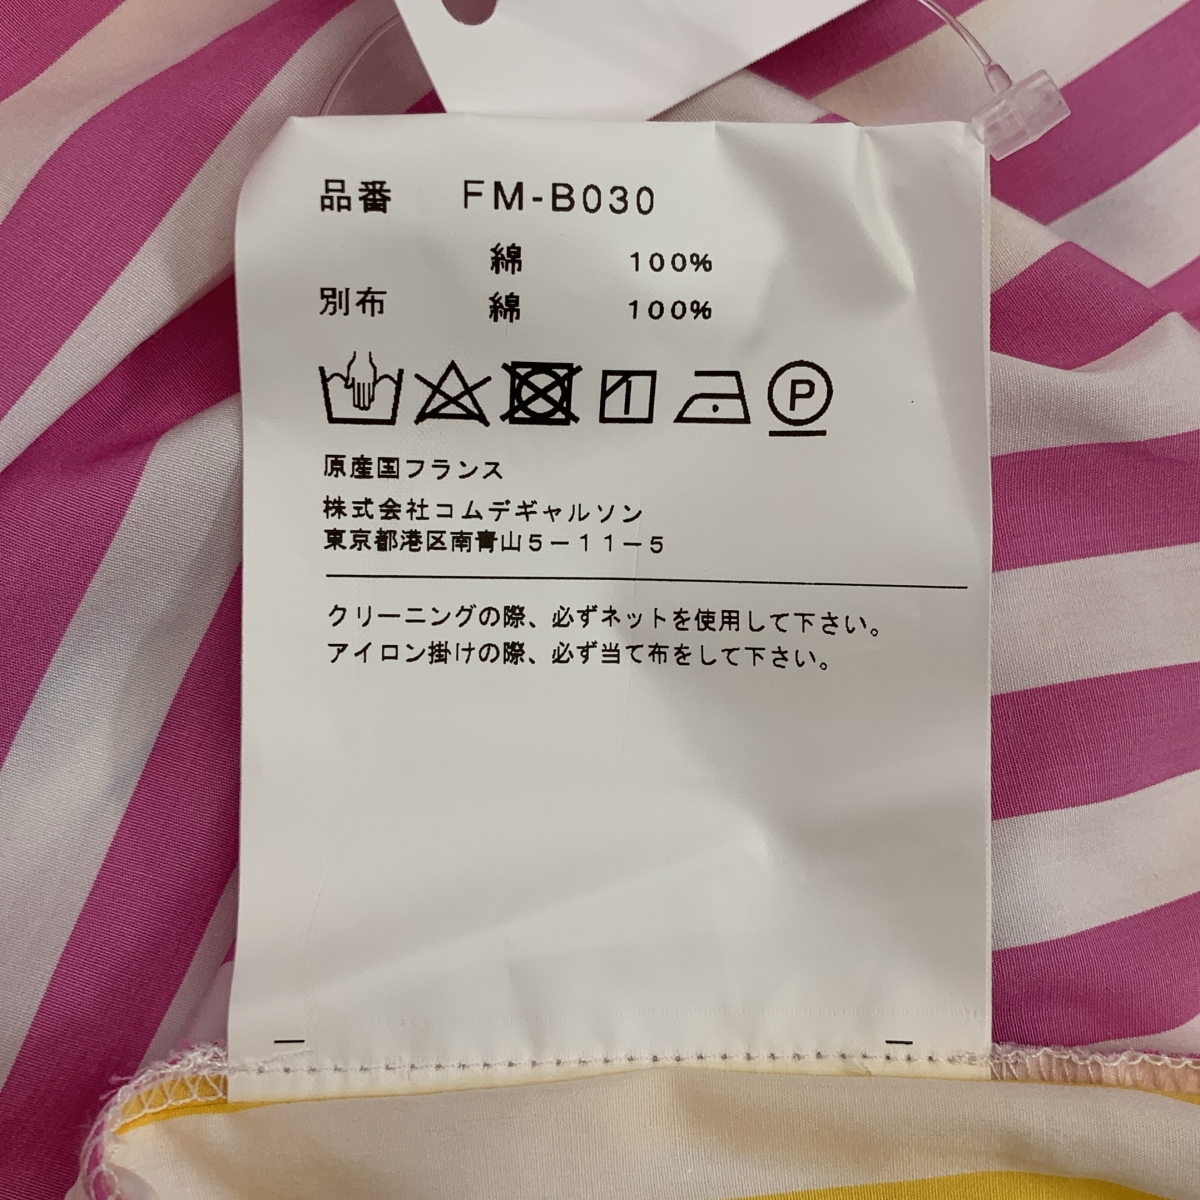 品番 FM-B030
綿 100%
別布 綿 100%
P
原産国フランス
株式会社コムデギャルソン
東京都港区南青山5-11-5
クリーニングの際、必ずネットを使用して下さい。
アイロン掛けの際、必ず当て布をして下さい。